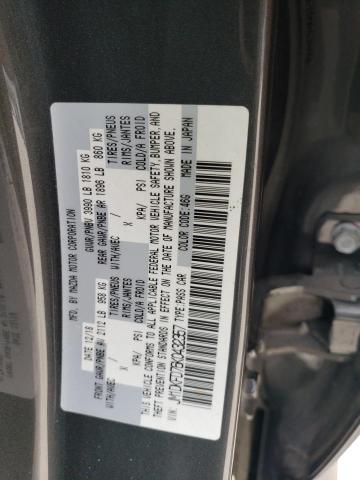 MFD. BY MAZDA MOTOR CORPORATION
DATE: 12/18 GVWR/PNBV 3990 LB 1810 KG
FRONT GAWR/PNBE AV 2112 LB 958 KG REAR GAWR/PNBE AR 1896 LB 860 KG
WITH/AVEC TIRES/PNEUS WITH/AVEC TIRES/PNEUS
/ X RIMS/JANTES / X RIMS/JANTES
KPA/ PSI COLD/A FROID KPA/ PSI COLD/A FROID
THIS VEHICLE CONFORMS TO ALL APPLICABLE FEDERAL MOTOR VEHICLE SAFETY, BUMPER, AND
THEFT PREVENTION STANDARDS IN EFFECT ON THE DATE OF MANUFACTURE SHOWN ABOVE.
VIN: TYPE: PASS CAR COLOR CODE: 46G MADE IN JAPAN